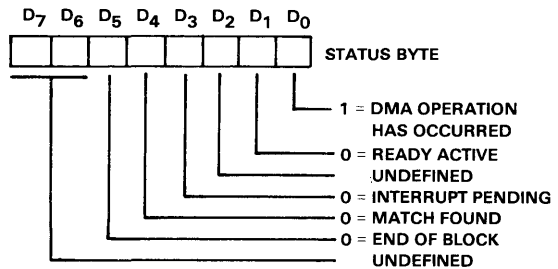 D7 D6 D5 D4 D3 D2 D1 D0
STATUS BYTE
1 = DMA OPERATION
HAS OCCURRED
0 = READY ACTIVE
UNDEFINED
0 = INTERRUPT PENDING
0 = MATCH FOUND
0 = END OF BLOCK
UNDEFINED